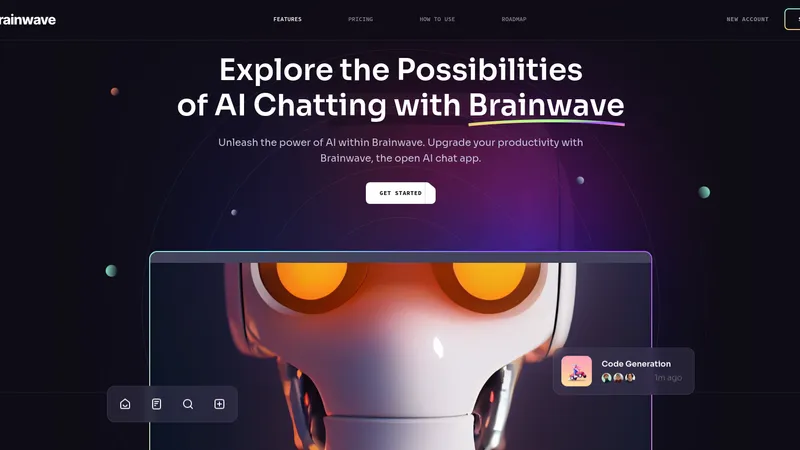 rainwave
FEATURES
PRICING
HOW TO USE
ROADMAP
NEW ACCOUNT
Explore the Possibilities
of AI Chatting with Brainwave
Unleash the power of AI within Brainwave. Upgrade your productivity with
Brainwave, the open AI chat app.
GET STARTED
Code Generation
1m ago